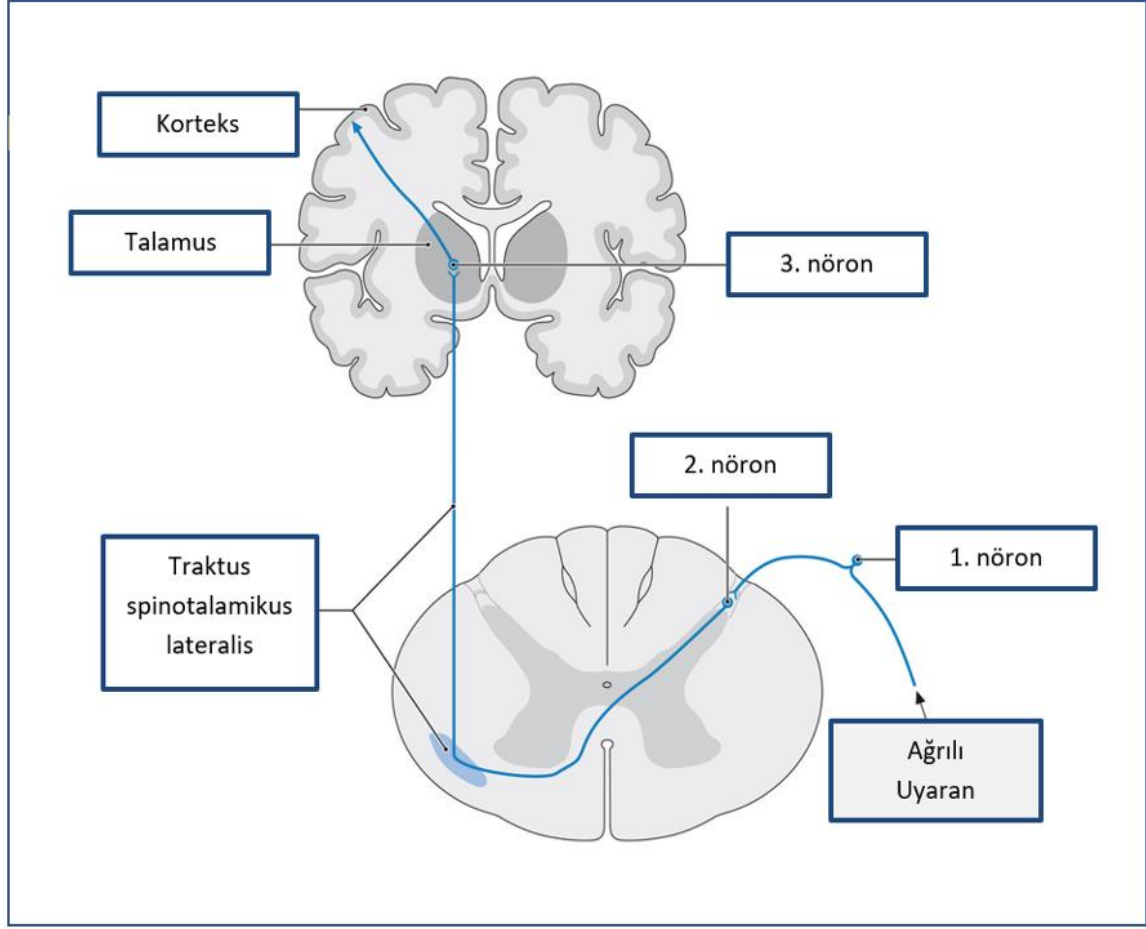 Korteks
Talamus
3. nöron
2. nöron
1. nöron
Traktus
spinotalamikus
lateralis
Ağrılı
Uyaran